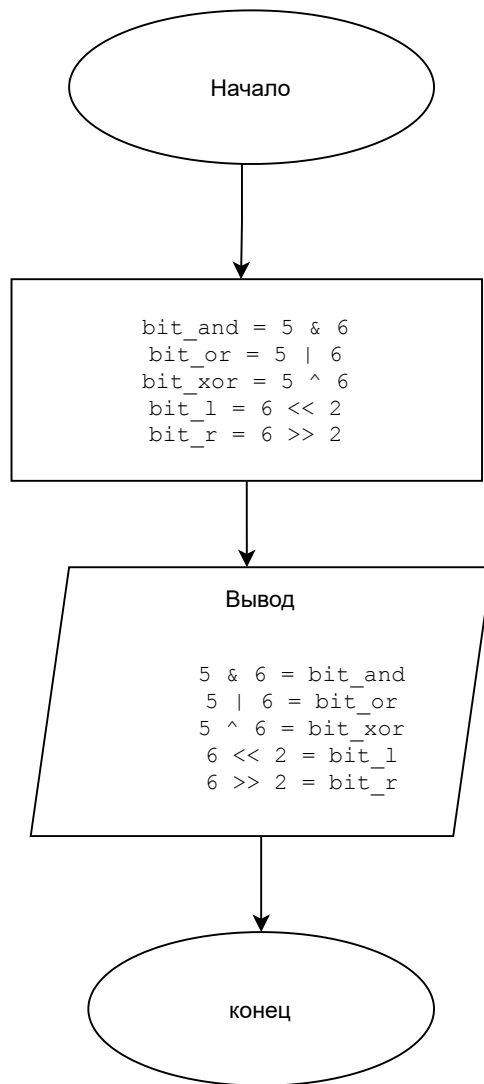 Начало
bit_and = 5 & 6
bit_or = 5 | 6
bit_xor = 5 ^ 6
bit_l = 6 << 2
bit_r = 6 >> 2
Вывод
5 & 6 = bit_and
5 | 6 = bit_or
5 ^ 6 = bit_xor
6 << 2 = bit_l
6 >> 2 = bit_r
конец